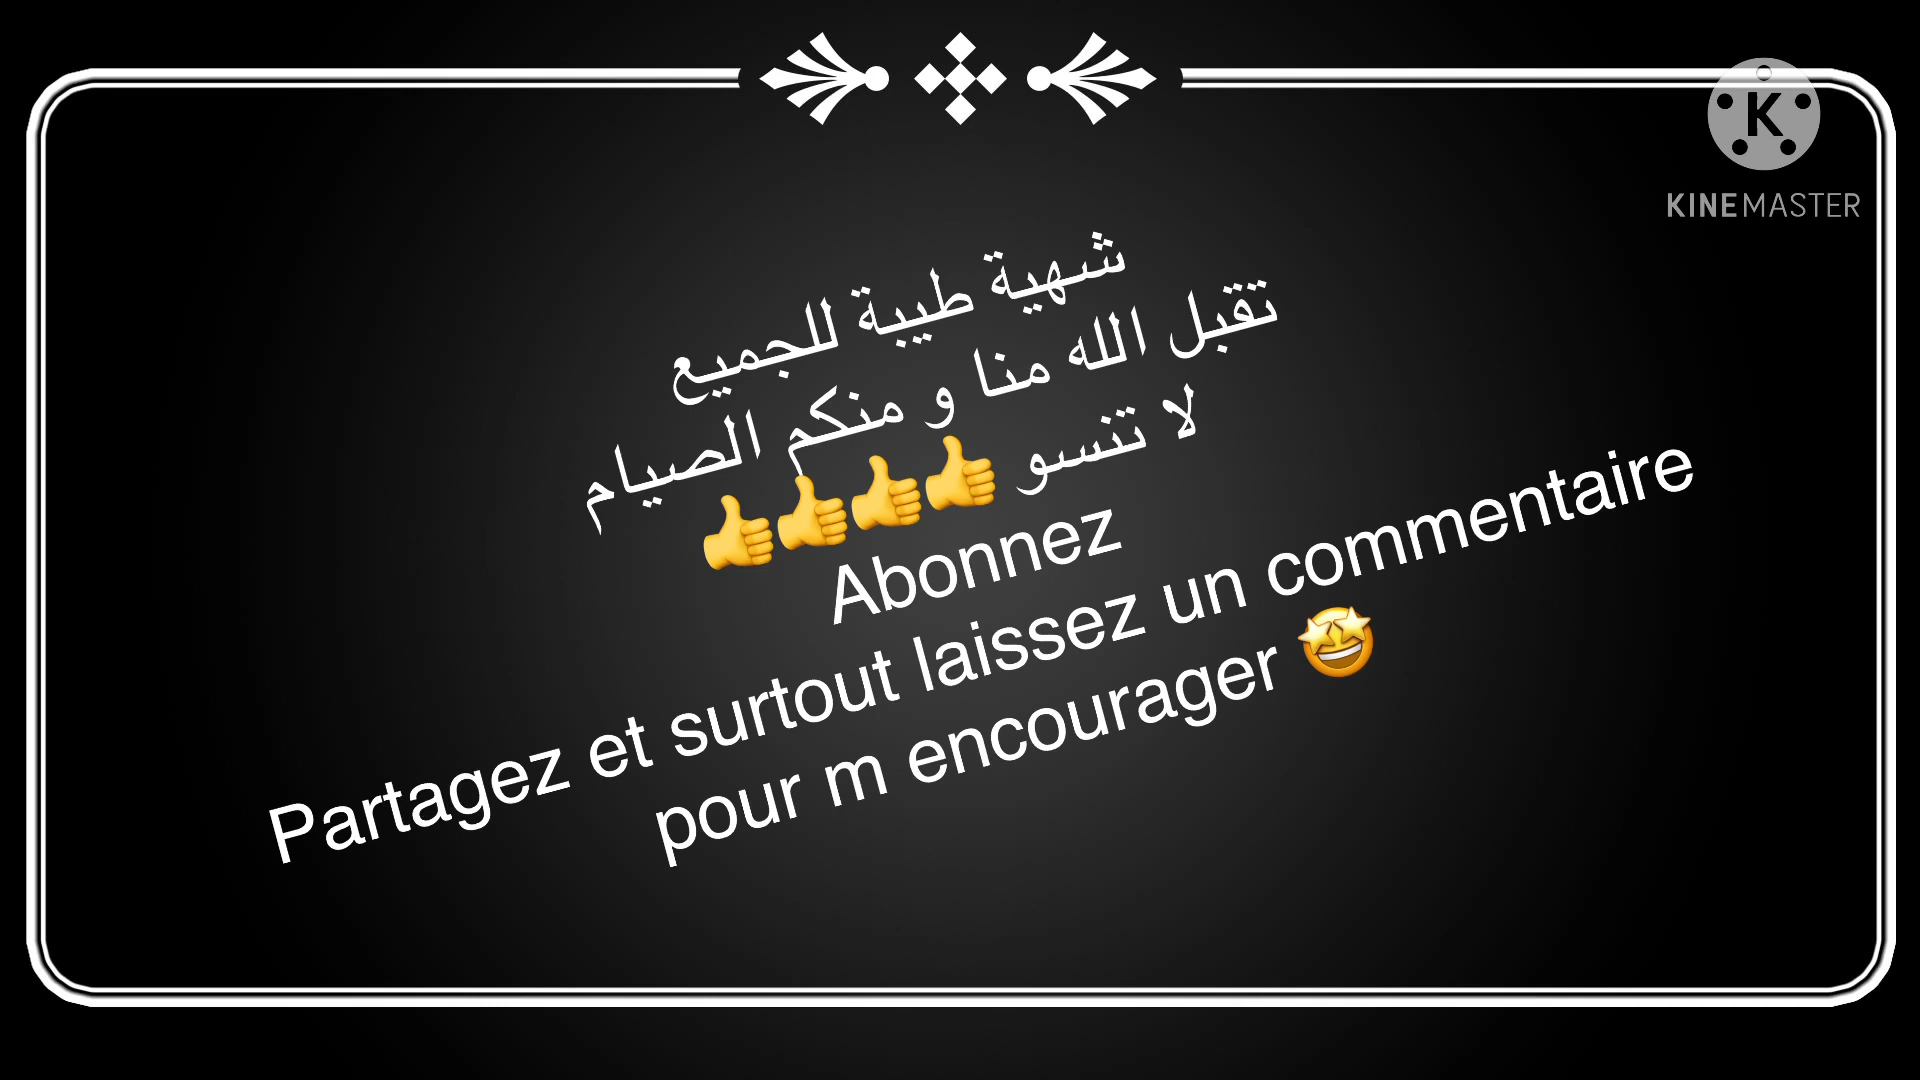 KINEMASTER
شهية طيبة للجميع
تقبل الله منا و منكم الصيام
لا تنسو 👍👍👍👍
Abonnez
Partagez et surtout laissez un commentaire
pour m encourager 🤩